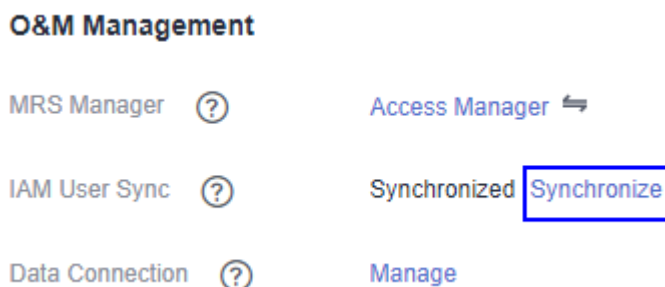 O&M Management
MRS Manager ? Access Manager
IAM User Sync ? Synchronized Synchronize
Data Connection ? Manage